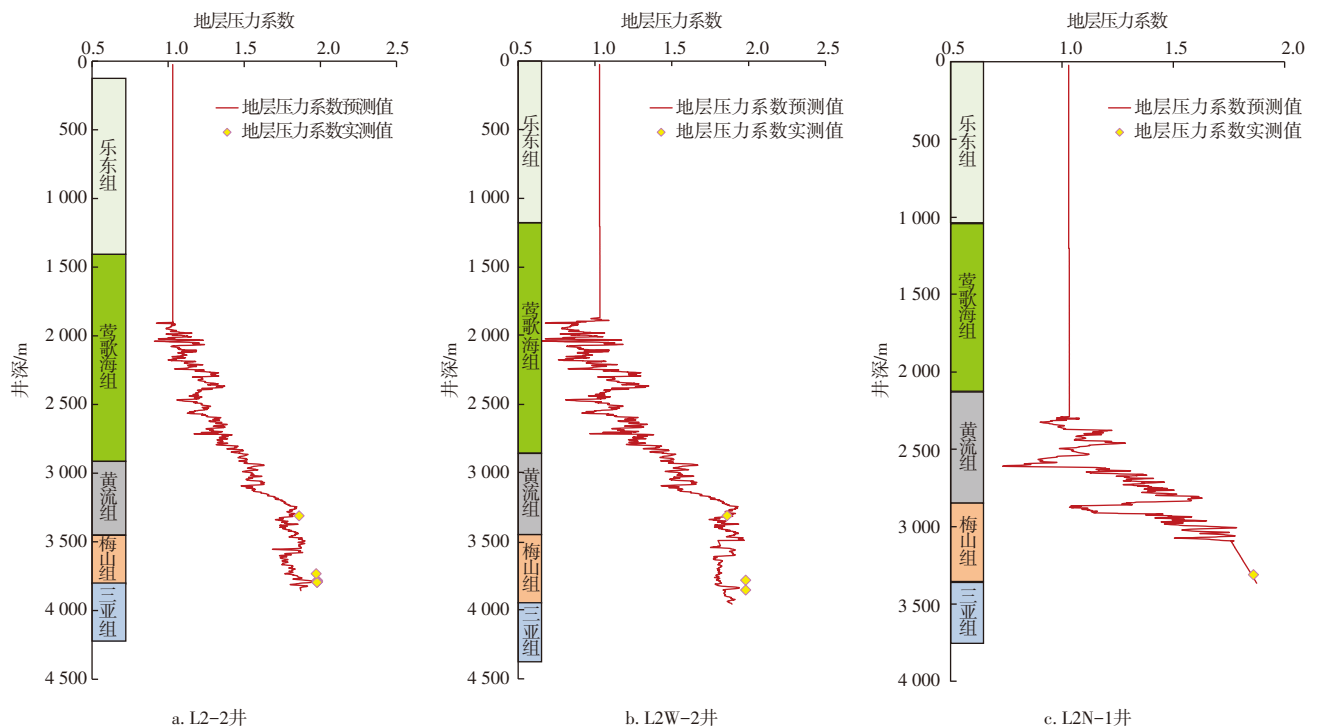 地层压力系数
0.5 1.0 1.5 2.0 2.5
0
500
1 000
1 500
2 000
2 500
3 000
3 500
4 000
4 500
井深/m
乐东组
莺歌海组
黄流组
梅山组
三亚组
地层压力系数预测值
地层压力系数实测值
a. L2-2井
地层压力系数
0.5 1.0 1.5 2.0 2.5
0
500
1 000
1 500
2 000
2 500
3 000
3 500
4 000
4 500
井深/m
乐东组
莺歌海组
黄流组
梅山组
三亚组
地层压力系数预测值
地层压力系数实测值
b. L2W-2井
地层压力系数
0.5 1.0 1.5 2.0
0
500
1 000
1 500
2 000
2 500
3 000
3 500
4 000
井深/m
乐东组
莺歌海组
黄流组
梅山组
三亚组
地层压力系数预测值
地层压力系数实测值
c. L2N-1井